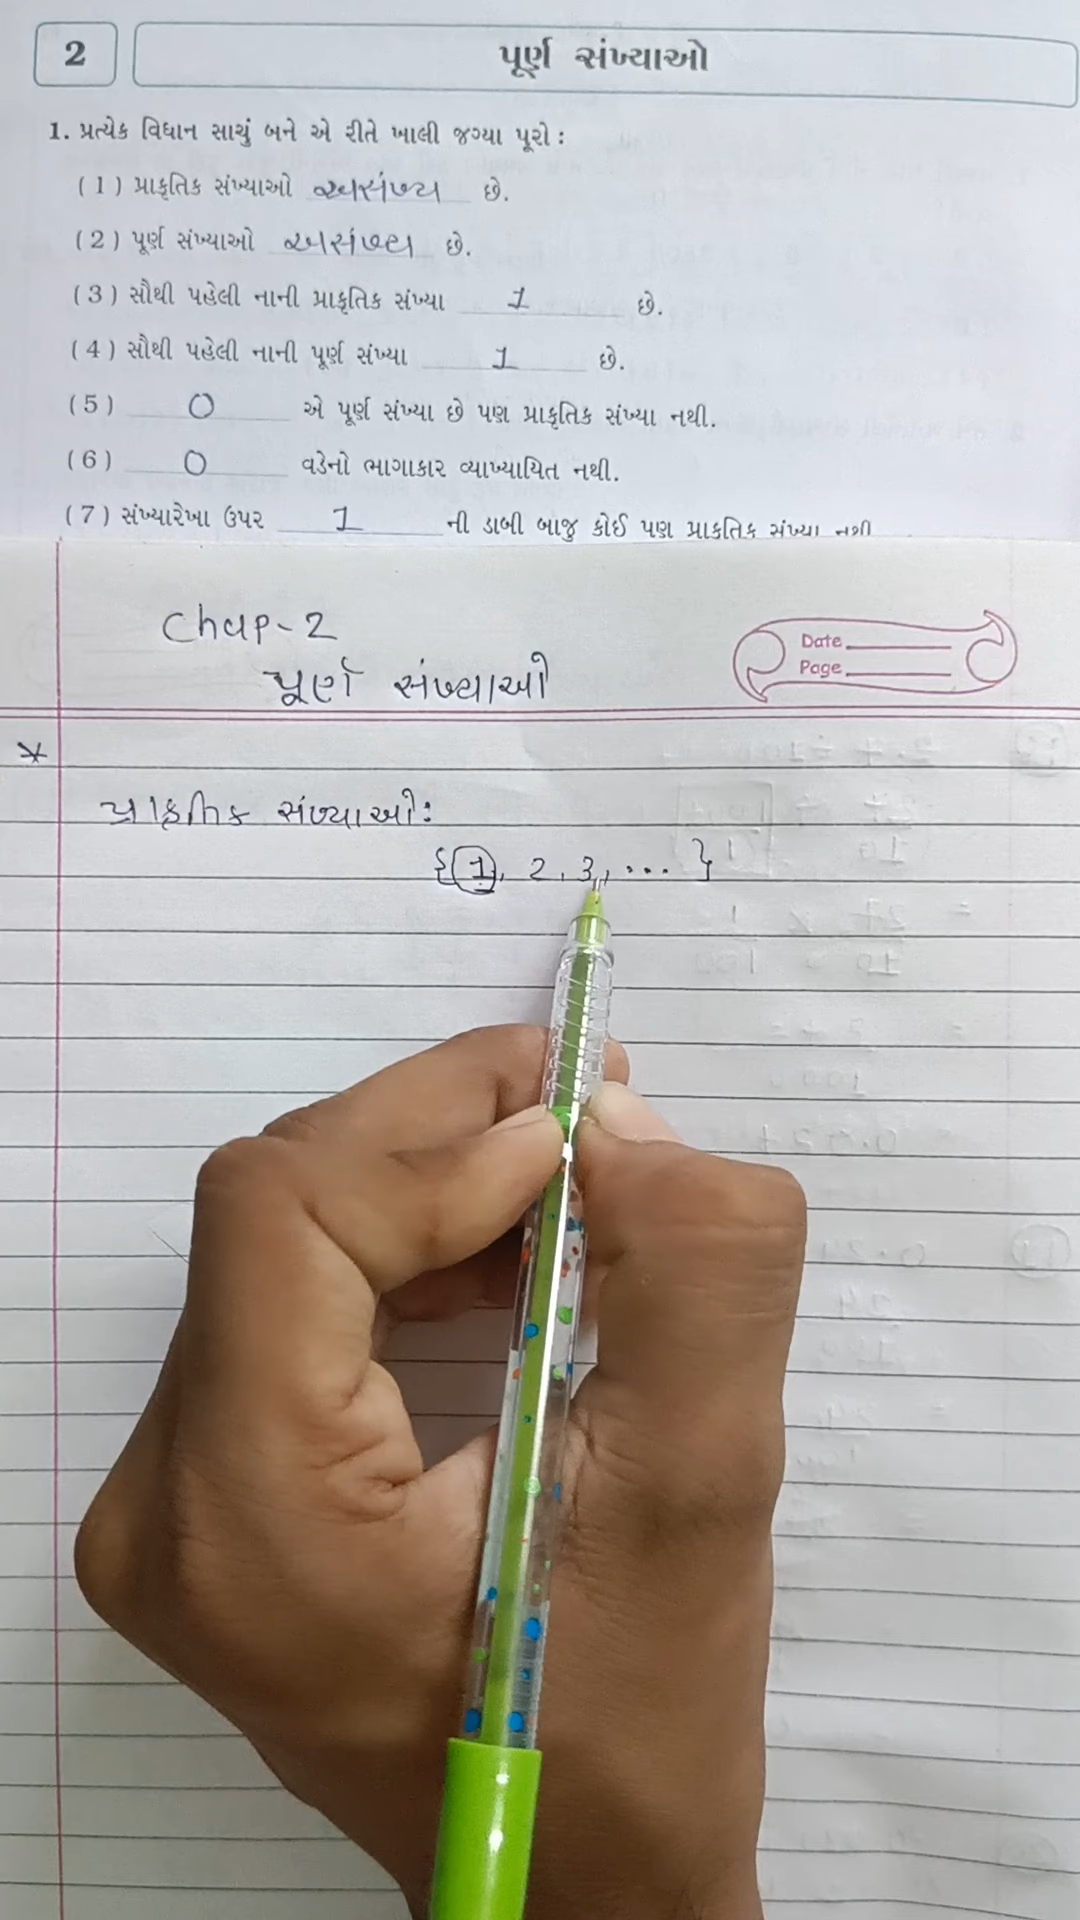 2
પૂર્ણ સંખ્યાઓ
1. પ્રત્યેક વિધાન સાચું બને એ રીતે ખાલી જગ્યા પૂરો :
(1) પ્રાકૃતિક સંખ્યાઓ અસંખ્ય છે.
(2) પૂર્ણ સંખ્યાઓ અસંખ્ય છે.
(3) સૌથી પહેલી નાની પ્રાકૃતિક સંખ્યા 1 છે.
(4) સૌથી પહેલી નાની પૂર્ણ સંખ્યા 1 છે.
(5) 0 એ પૂર્ણ સંખ્યા છે પણ પ્રાકૃતિક સંખ્યા નથી.
(6) 0 વડેનો ભાગાકાર વ્યાખ્યાયિત નથી.
(7) સંખ્યારેખા ઉપર 1 ની ડાબી બાજુ કોઈ પણ પ્રાકૃતિક સંખ્યા નથી
Chap-2
પૂર્ણ સંખ્યાઓ
Date
Page
*
પ્રાકૃતિક સંખ્યાઓ:
{1, 2, 3, ... }